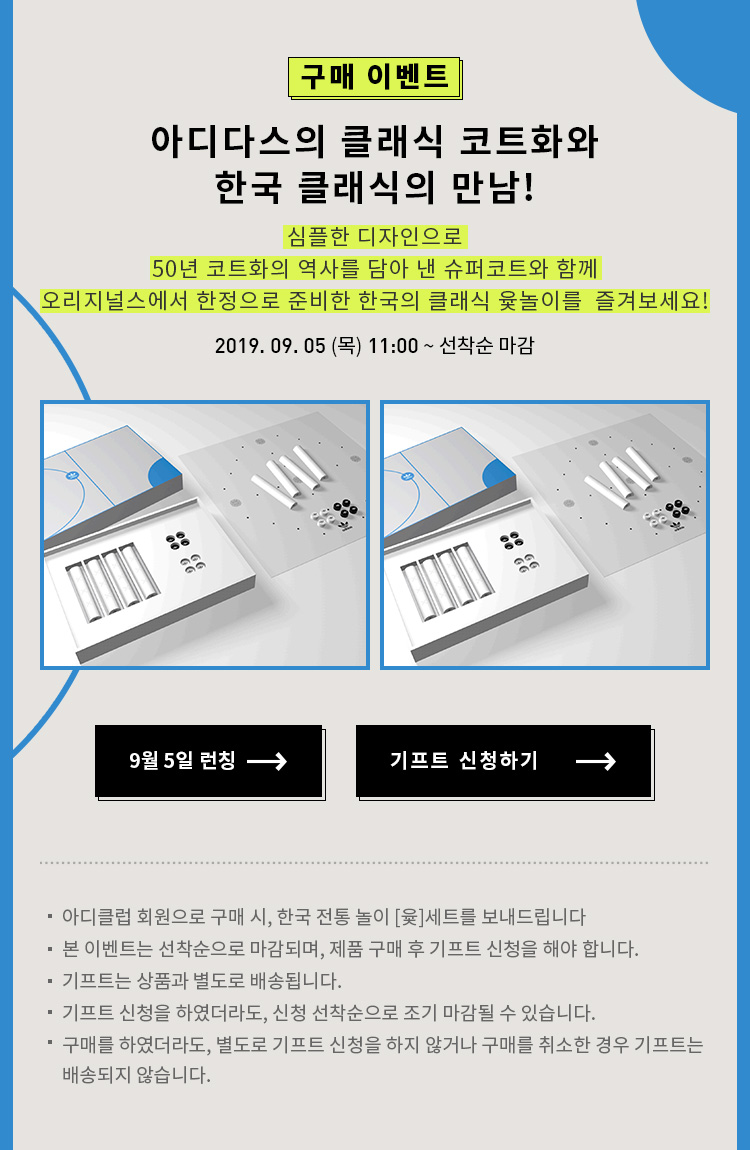 구매 이벤트
아디다스의 클래식 코트화와
한국 클래식의 만남!
심플한 디자인으로
50년 코트화의 역사를 담아 낸 슈퍼코트와 함께
오리지널스에서 한정으로 준비한 한국의 클래식 윷놀이를 즐겨보세요!
2019. 09. 05 (목) 11:00 ~ 선착순 마감
9월 5일 런칭
기프트 신청하기
아디클럽 회원으로 구매 시, 한국 전통 놀이 [윷]세트를 보내드립니다
본 이벤트는 선착순으로 마감되며, 제품 구매 후 기프트 신청을 해야 합니다.
기프트는 상품과 별도로 배송됩니다.
기프트 신청을 하였더라도, 신청 선착순으로 조기 마감될 수 있습니다.
구매를 하였더라도, 별도로 기프트 신청을 하지 않거나 구매를 취소한 경우 기프트는
배송되지 않습니다.